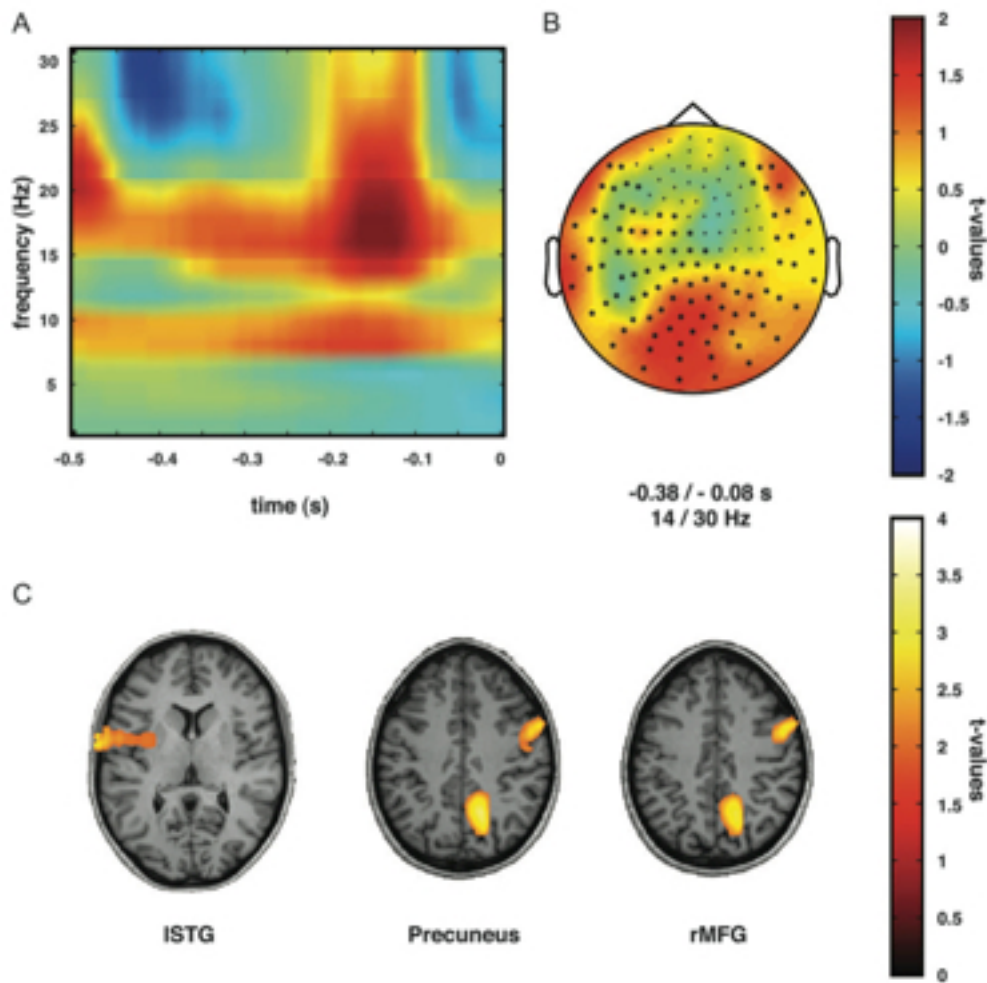 A
B
frequency (Hz)
30
25
20
15
10
5
-0.5
-0.4
-0.3
-0.2
-0.1
0
time (s)
-0.38 / - 0.08 s
14 / 30 Hz
2
1.5
1
0.5
0
-0.5
-1
-1.5
-2
t-values
C
lSTG
Precuneus
rMFG
4
3.5
3
2.5
2
1.5
1
0.5
0
t-values